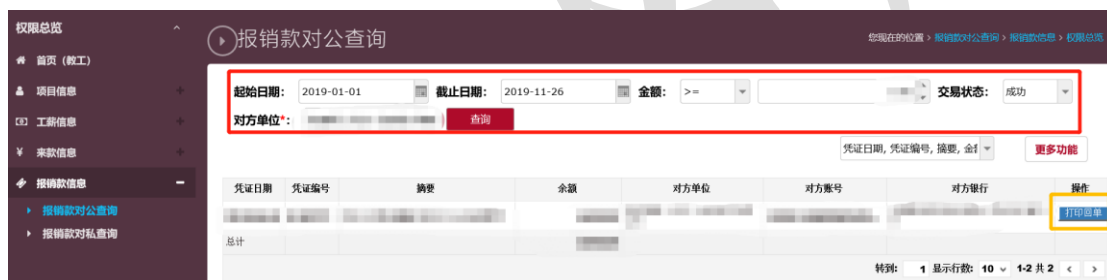 权限总览
首页 (教工)
项目信息
工薪信息
来款信息
报销款信息
报销款对公查询
报销款对私查询
报销款对公查询
您现在的位置 > 报销款对公查询 > 报销款信息 > 权限总览
起始日期: 2019-01-01 截止日期: 2019-11-26 金额: >= 交易状态: 成功
对方单位*: 查询
凭证日期, 凭证编号, 摘要, 金 更多功能
凭证日期 凭证编号 摘要 余额 对方单位 对方账号 对方银行 操作
打印回单
总计
转到: 1 显示行数: 10 1-2 共 2 < >